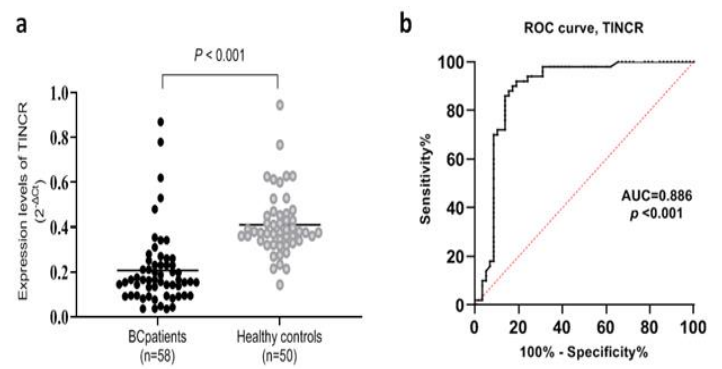 a
P < 0.001
Expression levels of TINCR
(2-ΔCt)
1.0
0.8
0.6
0.4
0.2
0.0
BCpatients
(n=58)
Healthy controls
(n=50)
b
ROC curve, TINCR
Sensitivity%
100
80
60
40
20
0
AUC=0.886
p <0.001
0 20 40 60 80 100
100% - Specificity%